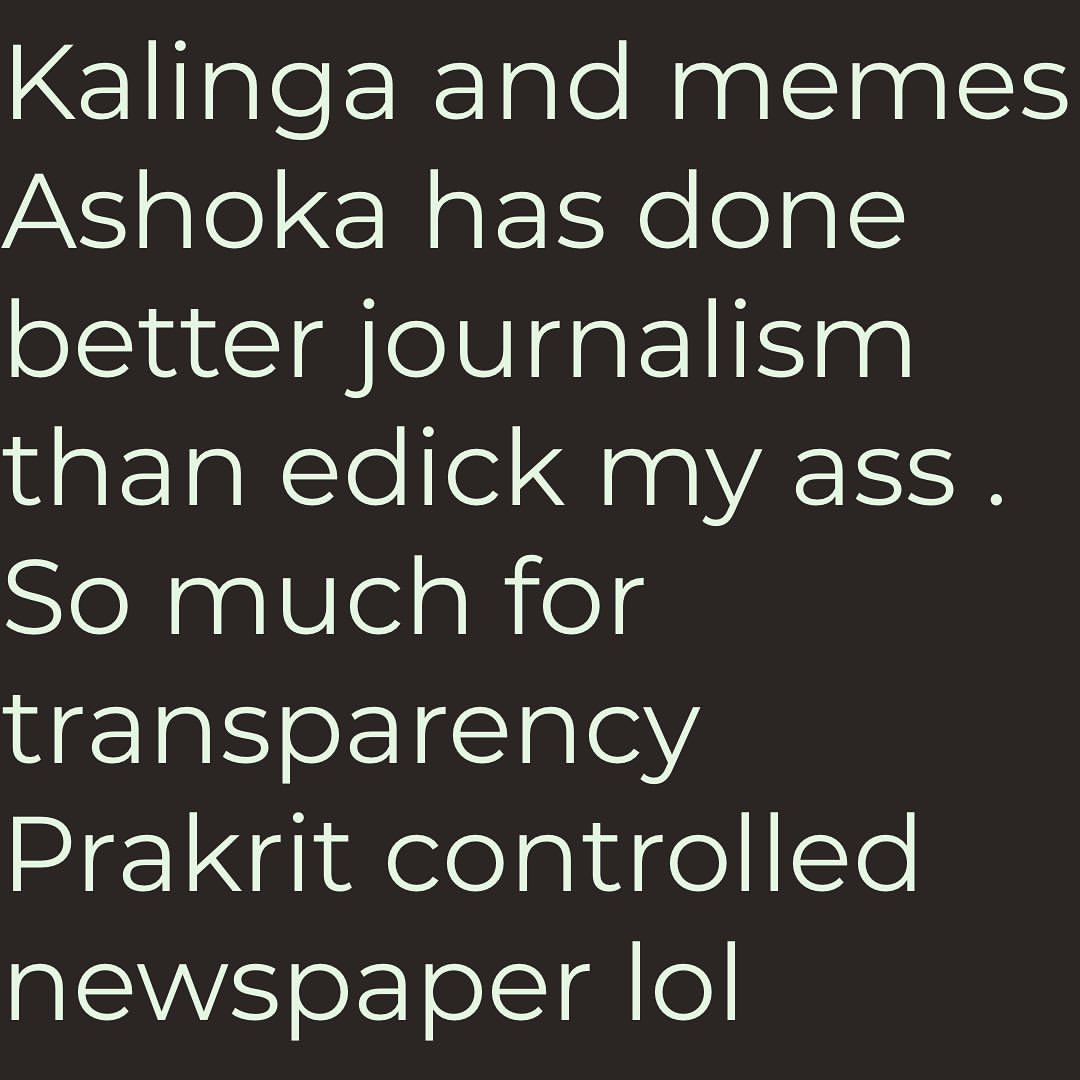 Kalinga and memes
Ashoka has done
better journalism
than edick my ass .
So much for
transparency
Prakrit controlled
newspaper lol